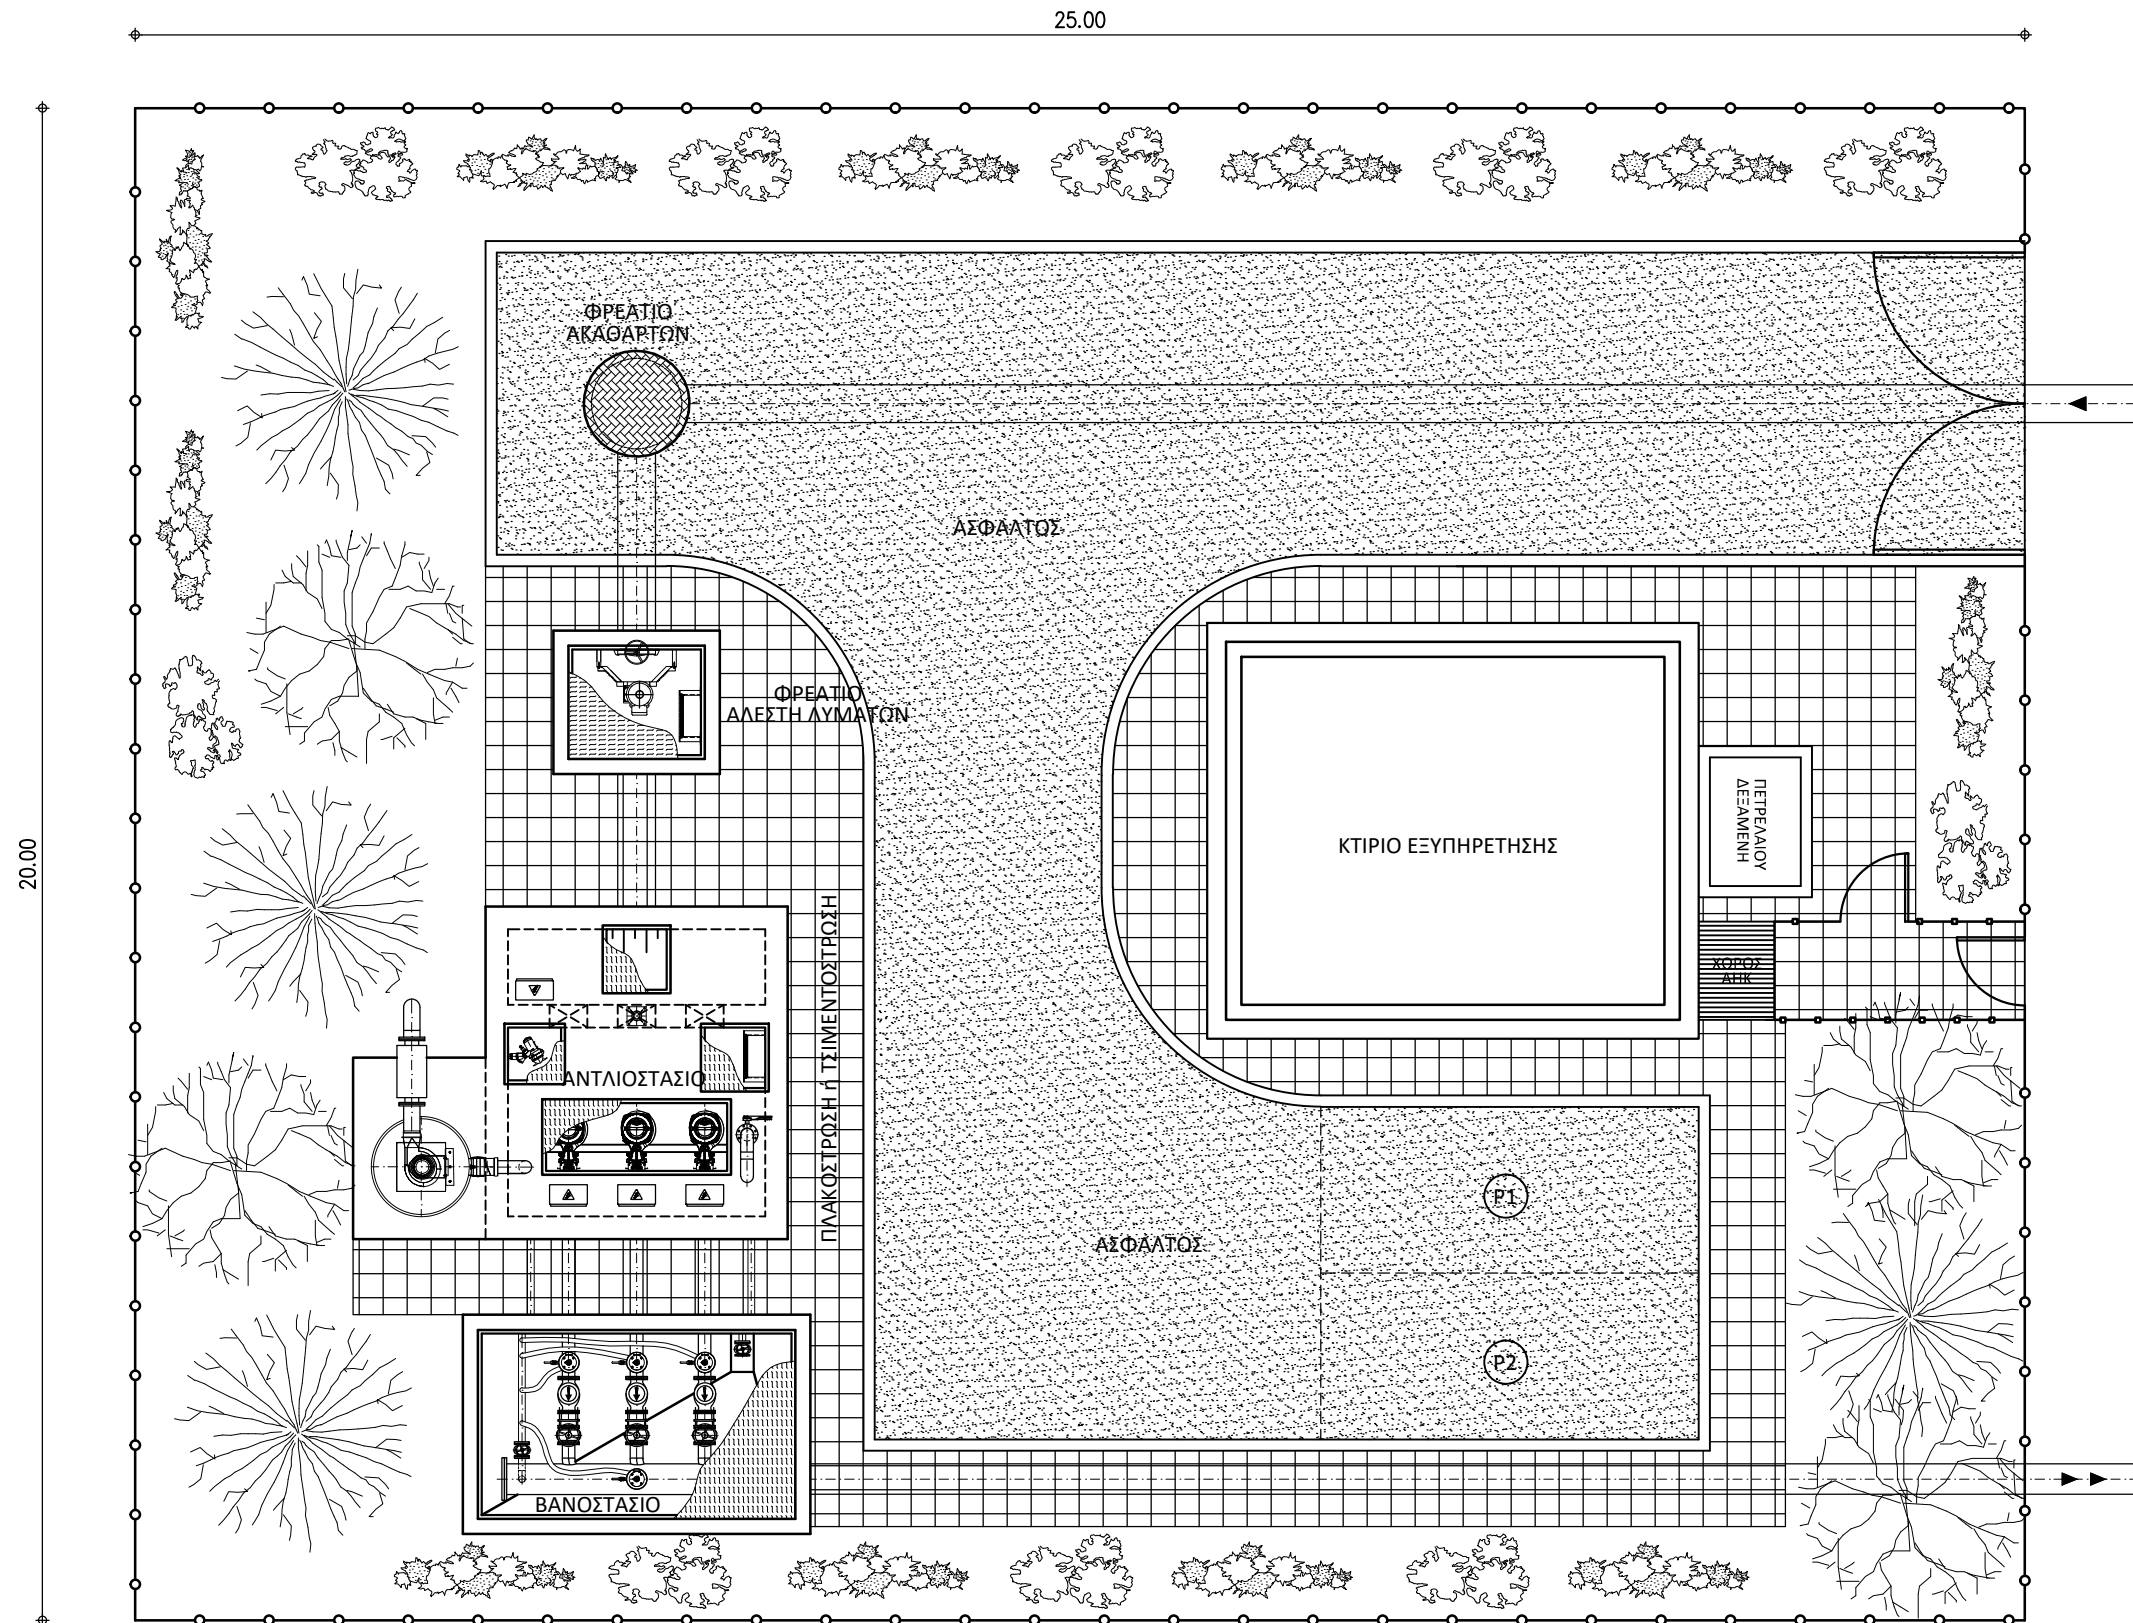 25.00
20.00
ΦΡΕΑΤΙΟ
ΑΚΑΘΑΡΤΩΝ
ΑΣΦΑΛΤΟΣ
ΦΡΕΑΤΙΟ
ΑΛΕΣΤΗ ΛΥΜΑΤΩΝ
ΚΤΙΡΙΟ ΕΞΥΠΗΡΕΤΗΣΗΣ
ΠΕΤΡΕΛΑΙΟΥ
ΔΕΞΑΜΕΝΗ
ΧΩΡΟΣ
ΑΗΚ
ΠΛΑΚΟΣΤΡΩΣΗ ή ΤΣΙΜΕΝΤΟΣΤΡΩΣΗ
ΑΝΤΛΙΟΣΤΑΣΙΟ
P1
ΑΣΦΑΛΤΟΣ
P2
ΒΑΝΟΣΤΑΣΙΟ